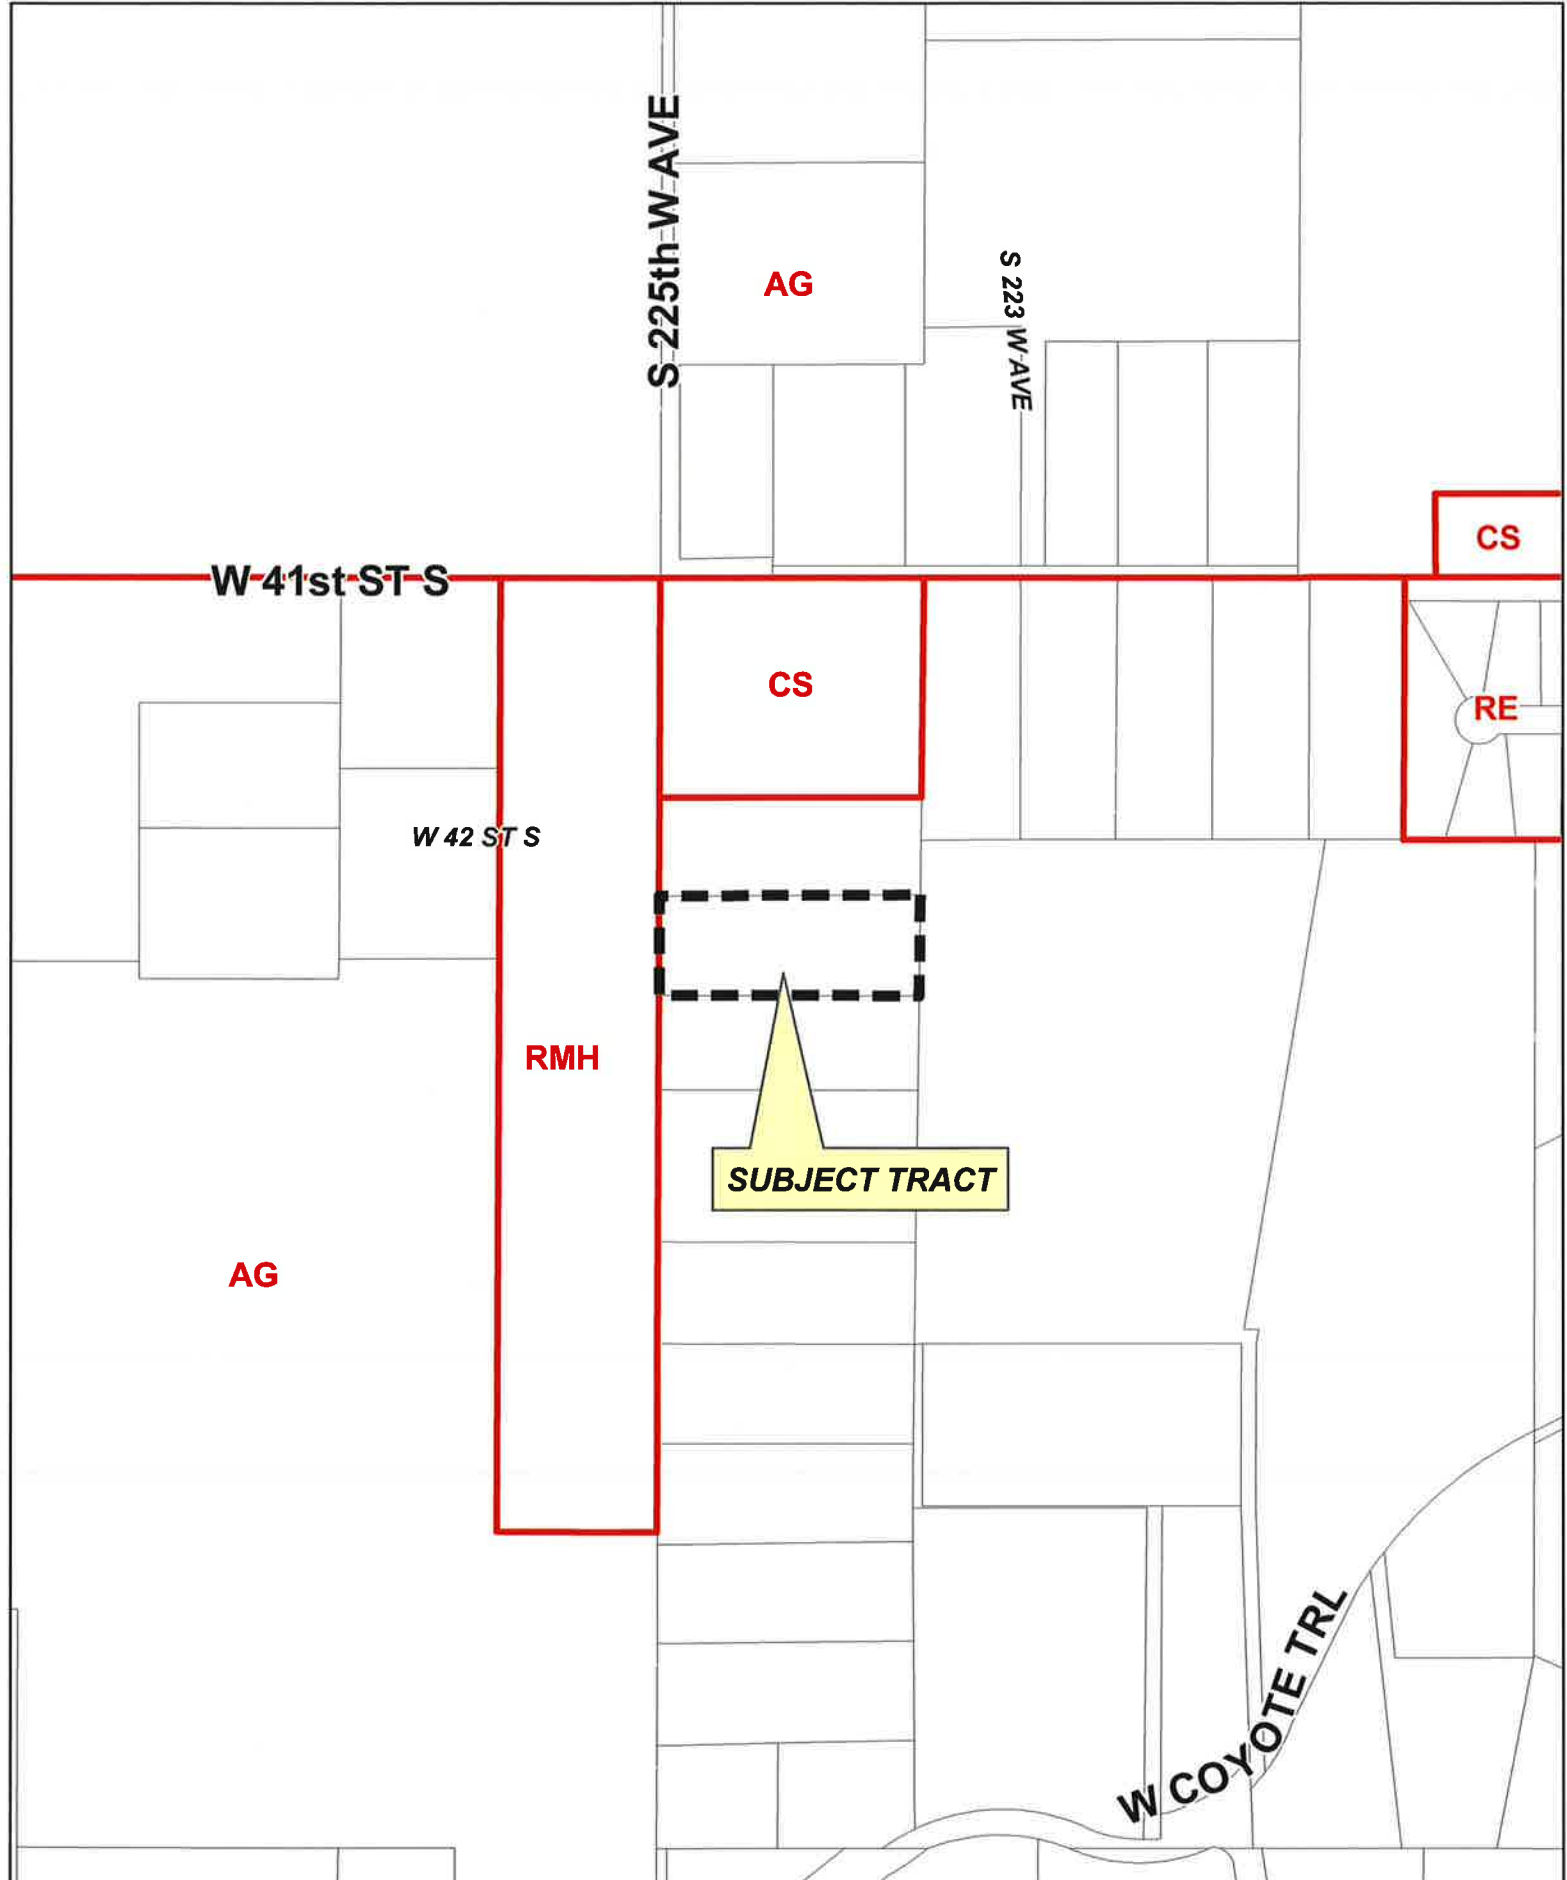 S 225th W AVE
AG
S 223 W AVE
CS
W 41st ST S
CS
RE
W 42 ST S
RMH
SUBJECT TRACT
AG
W COYOTE TRL